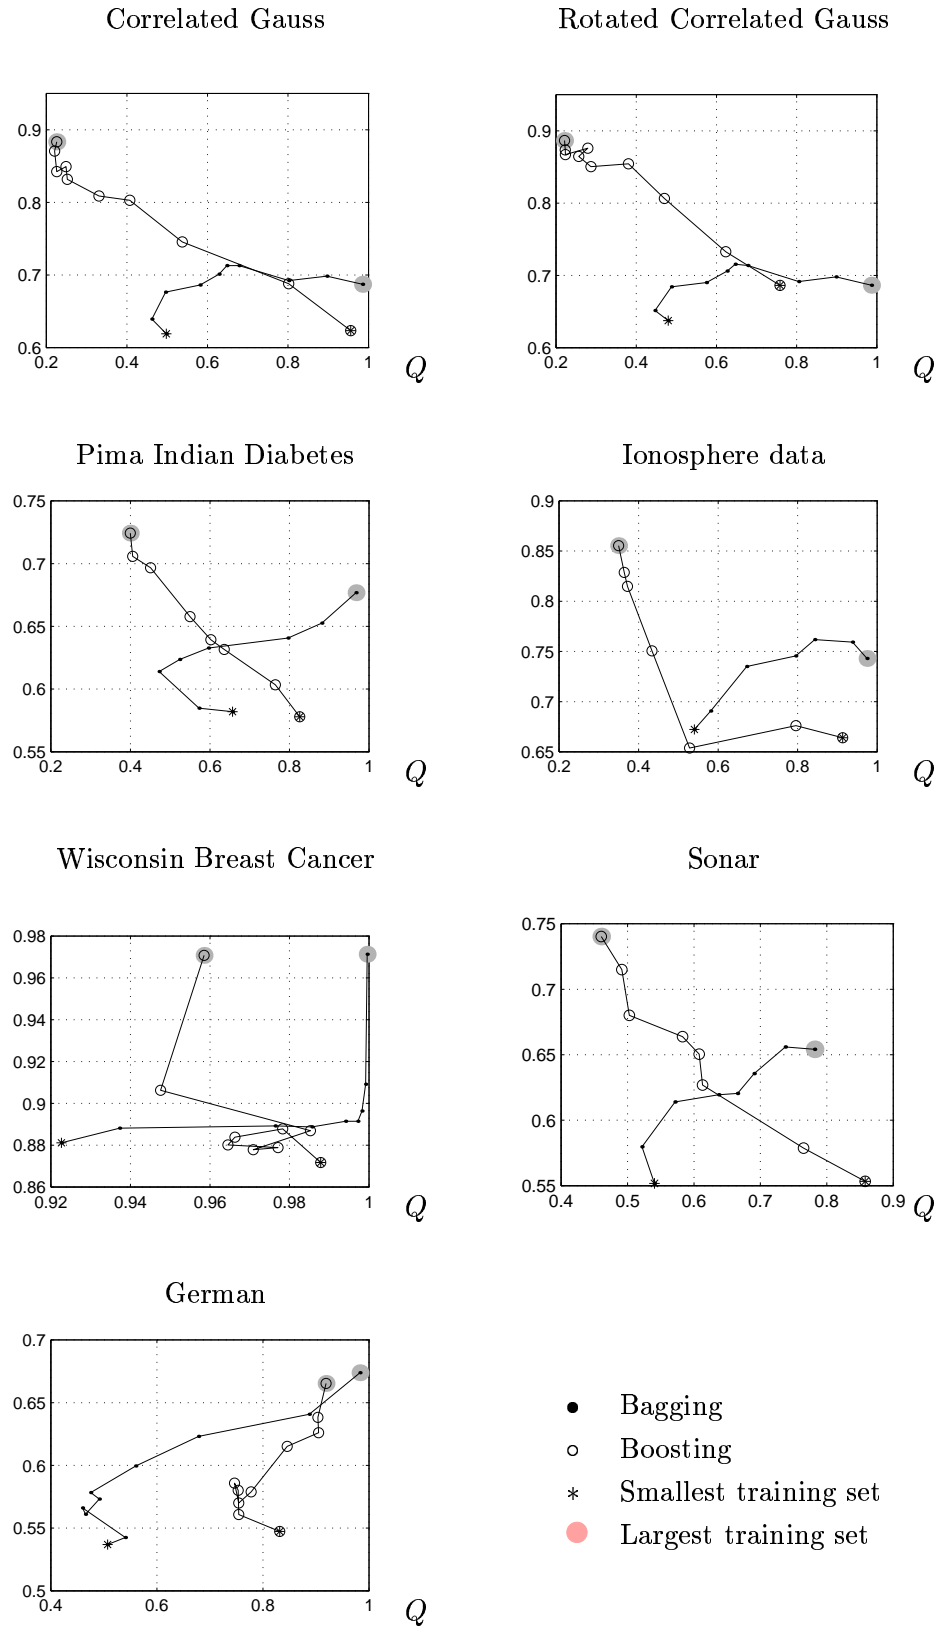 Correlated Gauss
Rotated Correlated Gauss
0.9
0.8
0.7
0.6
0.2 0.4 0.6 0.8 1
Q
0.9
0.8
0.7
0.6
0.2 0.4 0.6 0.8 1
Q
Pima Indian Diabetes
Ionosphere data
0.75
0.7
0.65
0.6
0.55
0.2 0.4 0.6 0.8 1
Q
0.9
0.85
0.8
0.75
0.7
0.65
0.2 0.4 0.6 0.8 1
Q
Wisconsin Breast Cancer
Sonar
0.98
0.96
0.94
0.92
0.9
0.88
0.86
0.92 0.94 0.96 0.98 1
Q
0.75
0.7
0.65
0.6
0.55
0.4 0.5 0.6 0.7 0.8 0.9
Q
German
0.7
0.65
0.6
0.55
0.5
0.4 0.6 0.8 1
Q
Bagging
Boosting
Smallest training set
Largest training set